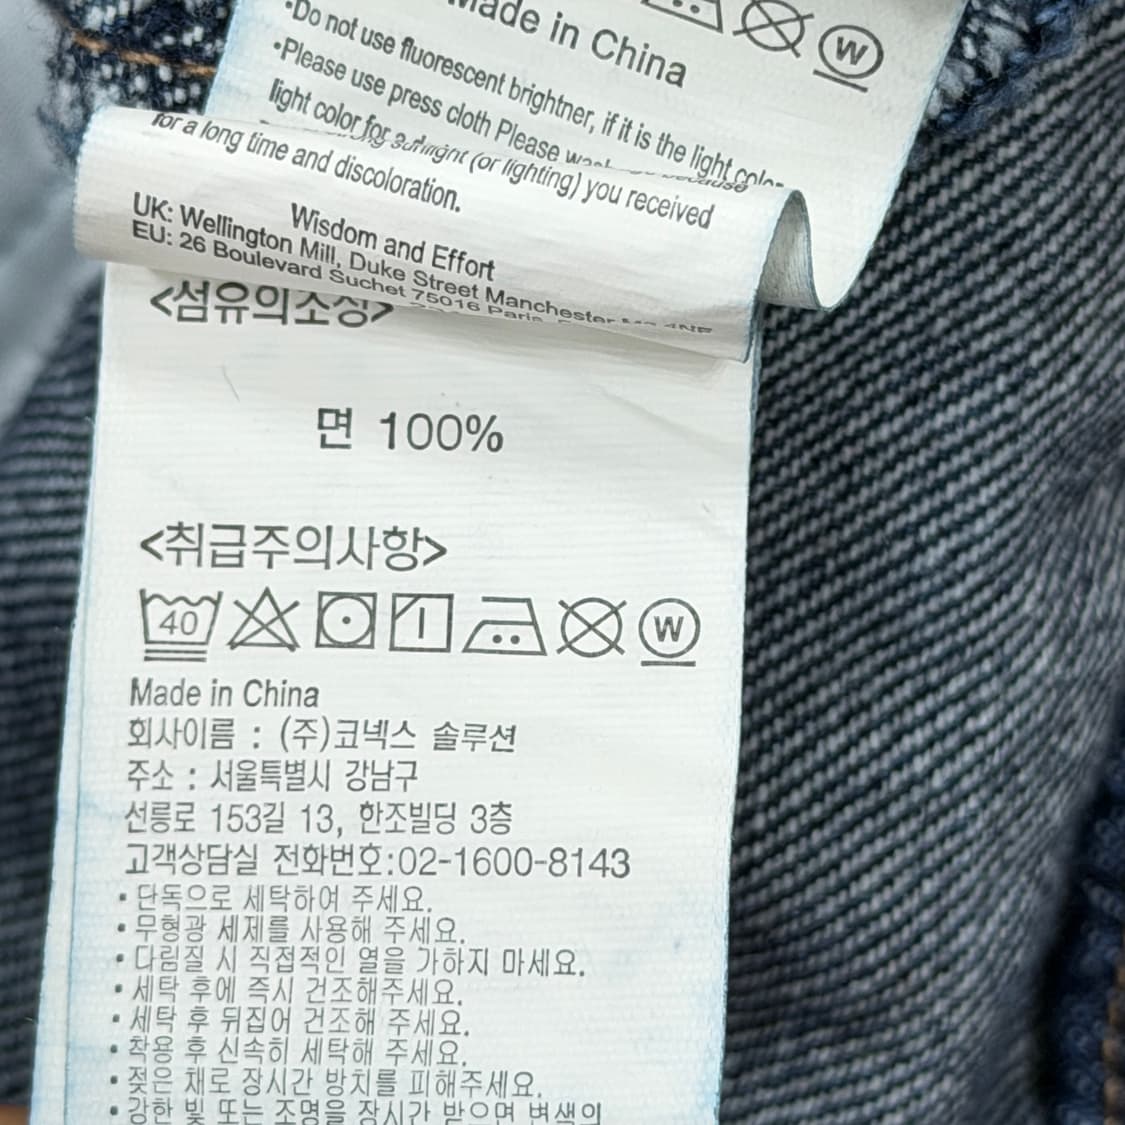 Made in China
W
•Do not use fluorescent brightner, if it is the light
•Please use press cloth Please
light color for
sunlight (or lighting) you received
for a long time and discoloration.
Wisdom and Effort
UK: Wellington Mill, Duke Street Manchester
EU: 26 Boulevard Suchet 75016 Paris,
<섬유의조성>
면 100%
<취급주의사항>
40 W
Made in China
회사이름 : (주)코넥스 솔루션
주소 : 서울특별시 강남구
선릉로 153길 13, 한조빌딩 3층
고객상담실 전화번호:02-1600-8143
• 단독으로 세탁하여 주세요.
• 무형광 세제를 사용해 주세요.
• 다림질 시 직접적인 열을 가하지 마세요.
• 세탁 후에 즉시 건조해주세요.
• 세탁 후 뒤집어 건조해 주세요.
• 착용 후 신속히 세탁해 주세요.
• 젖은 채로 장시간 방치를 피해주세요.
• 강한 빛 또는 조명을 장시간 받으면 변색의